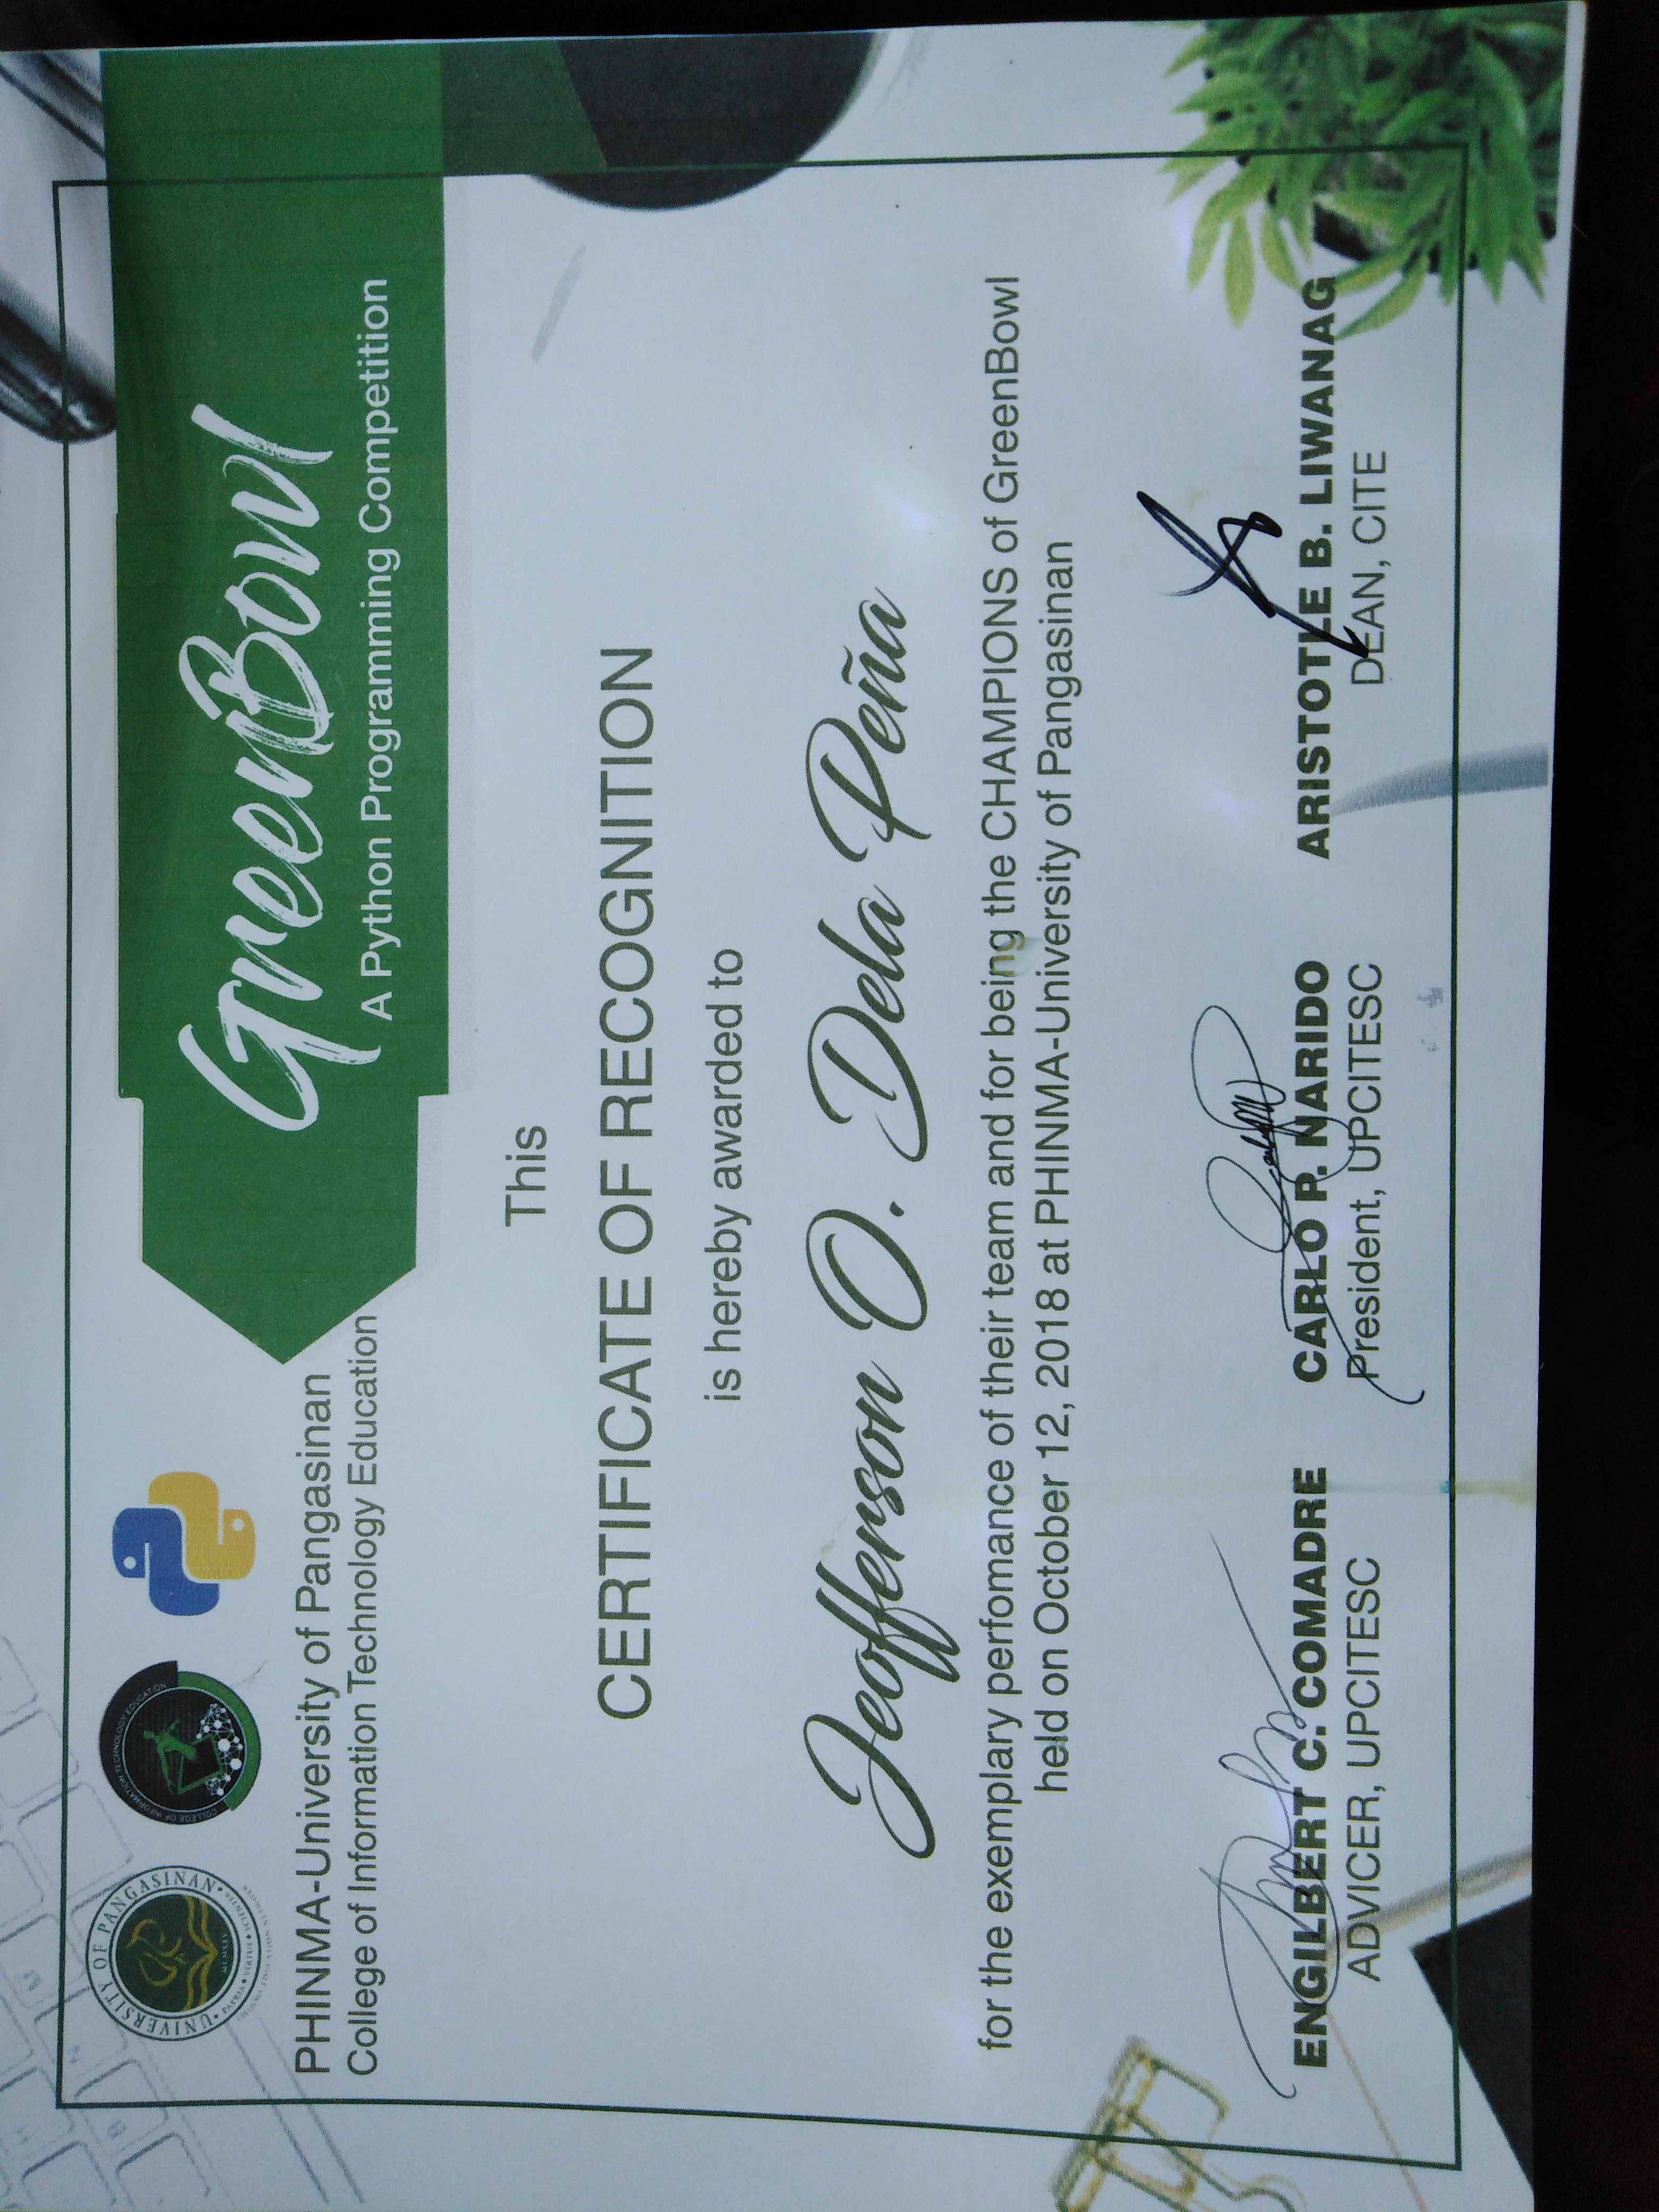 UNIVERSITY OF PANGASINAN
MCMXXV
PATRIA • VIRTUS • SCIENTIA
PHINMA EDUCATION NETWORK
COLLEGE OF INFORMATION TECHNOLOGY EDUCATION
PHINMA-University of Pangasinan
College of Information Technology Education
GreenBowl
A Python Programming Competition
This
CERTIFICATE OF RECOGNITION
is hereby awarded to
Jeofferson O. Dela Peña
for the exemplary perfomance of their team and for being the CHAMPIONS of GreenBowl
held on October 12, 2018 at PHINMA-University of Pangasinan
ENGILBERT C. COMADRE
ADVICER, UPCITESC
CARLO P. NARIDO
President, UPCITESC
ARISTOTLE B. LIWANAG
DEAN, CITE